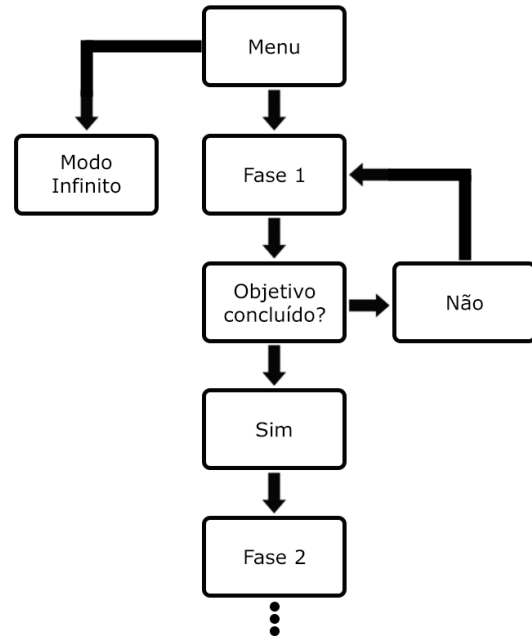 Menu
Modo
Infinito
Fase 1
Objetivo
concluído?
Não
Sim
Fase 2